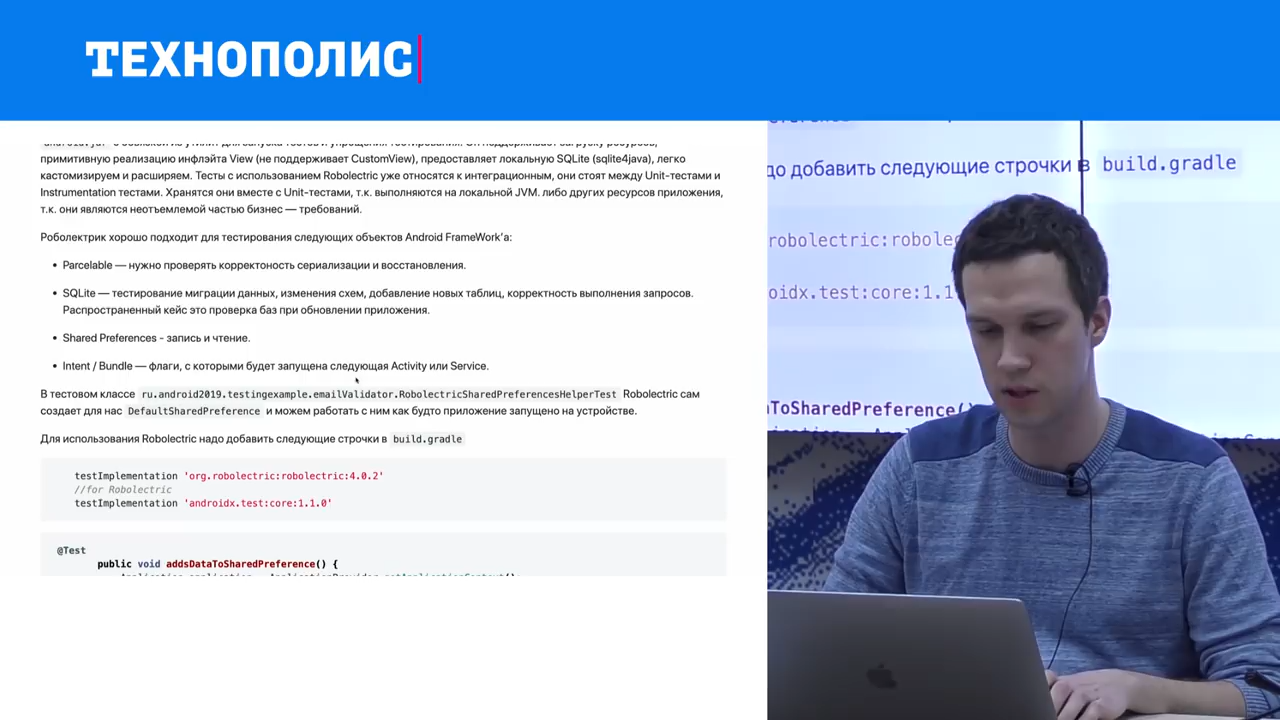 ТЕХНОПОЛИС
примитивную реализацию инфлэйта View (не поддерживает CustomView), предоставляет локальную SQLite (sqlite4java), легко
кастомизируем и расширяем. Тесты с использованием Robolectric уже относятся к интеграционным, они стоят между Unit-тестами и
Instrumentation тестами. Хранятся они вместе с Unit-тестами, т.к. выполняются на локальной JVM. либо других ресурсов приложения,
т.к. они являются неотъемлемой частью бизнес — требований.
Роболектрик хорошо подходит для тестирования следующих объектов Android FrameWork'а:
• Parcelable — нужно проверять корректоность сериализации и восстановления.
• SQLite — тестирование миграции данных, изменения схем, добавление новых таблиц, корректность выполнения запросов.
Распространенный кейс это проверка баз при обновлении приложения.
• Shared Preferences - запись и чтение.
• Intent / Bundle — флаги, с которыми будет запущена следующая Activity или Service.
В тестовом классе ru.android2019.testingexample.emailValidator.RobolectricSharedPreferencesHelperTest Robolectric сам
создает для нас DefaultSharedPreference и можем работать с ним как будто приложение запущено на устройстве.
Для использования Robolectric надо добавить следующие строчки в build.gradle
testImplementation 'org.robolectric:robolectric:4.0.2'
//for Robolectric
testImplementation 'androidx.test:core:1.1.0'
@Test
public void addsDataToSharedPreference() {
до добавить следующие строчки в build.gradle
robolectric:robolec
oidx.test:core:1.1
aToSharedPreference(